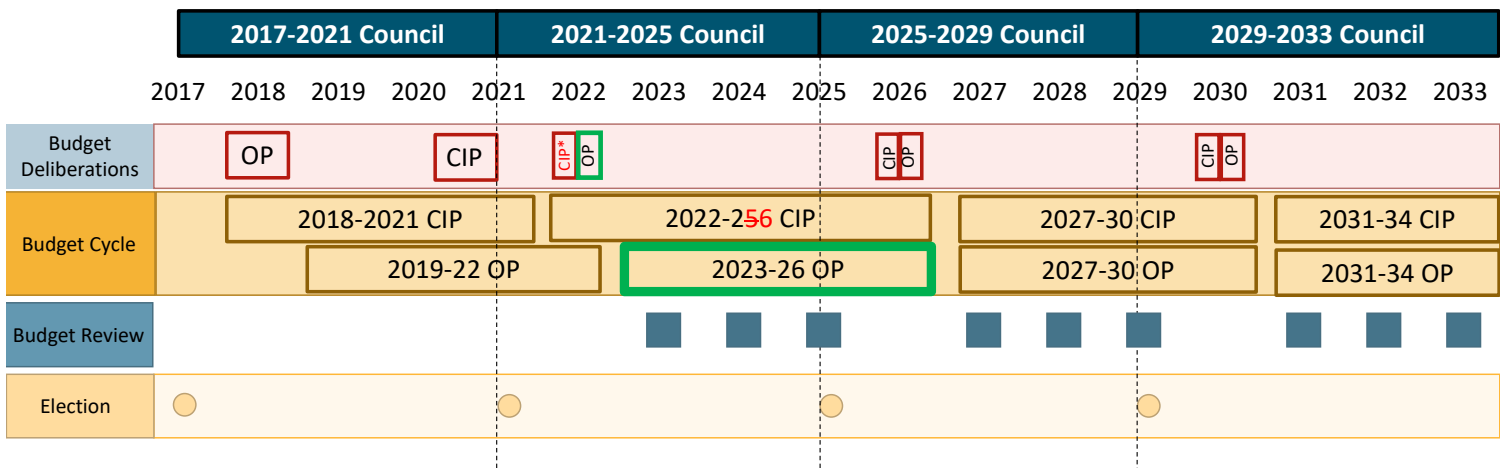 2017-2021 Council 2021-2025 Council 2025-2029 Council 2029-2033 Council
2017 2018 2019 2020 2021 2022 2023 2024 2025 2026 2027 2028 2029 2030 2031 2032 2033
Budget
Deliberations
OP CIP CIP* OP CIP OP CIP OP
Budget Cycle
2018-2021 CIP 2022-256 CIP 2027-30 CIP 2031-34 CIP
2019-22 OP 2023-26 OP 2027-30 OP 2031-34 OP
Budget Review
Election